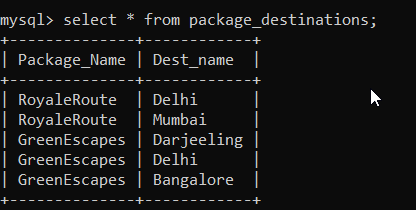 mysql> select * from package_destinations;
+--------------+------------+
| Package_Name | Dest_name  |
+--------------+------------+
| RoyaleRoute  | Delhi      |
| RoyaleRoute  | Mumbai     |
| GreenEscapes | Darjeeling |
| GreenEscapes | Delhi      |
| GreenEscapes | Bangalore  |
+--------------+------------+